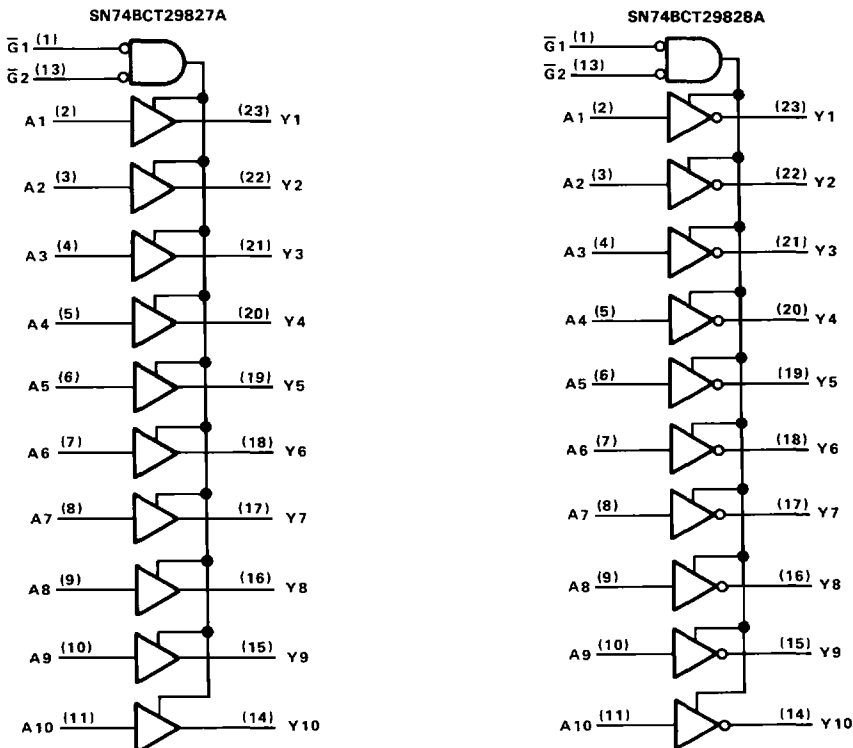 SN74BCT29827A
G̅1 (1)
G̅2 (13)
A1 (2) (23) Y1
A2 (3) (22) Y2
A3 (4) (21) Y3
A4 (5) (20) Y4
A5 (6) (19) Y5
A6 (7) (18) Y6
A7 (8) (17) Y7
A8 (9) (16) Y8
A9 (10) (15) Y9
A10 (11) (14) Y10
SN74BCT29828A
G̅1 (1)
G̅2 (13)
A1 (2) (23) Y1
A2 (3) (22) Y2
A3 (4) (21) Y3
A4 (5) (20) Y4
A5 (6) (19) Y5
A6 (7) (18) Y6
A7 (8) (17) Y7
A8 (9) (16) Y8
A9 (10) (15) Y9
A10 (11) (14) Y10